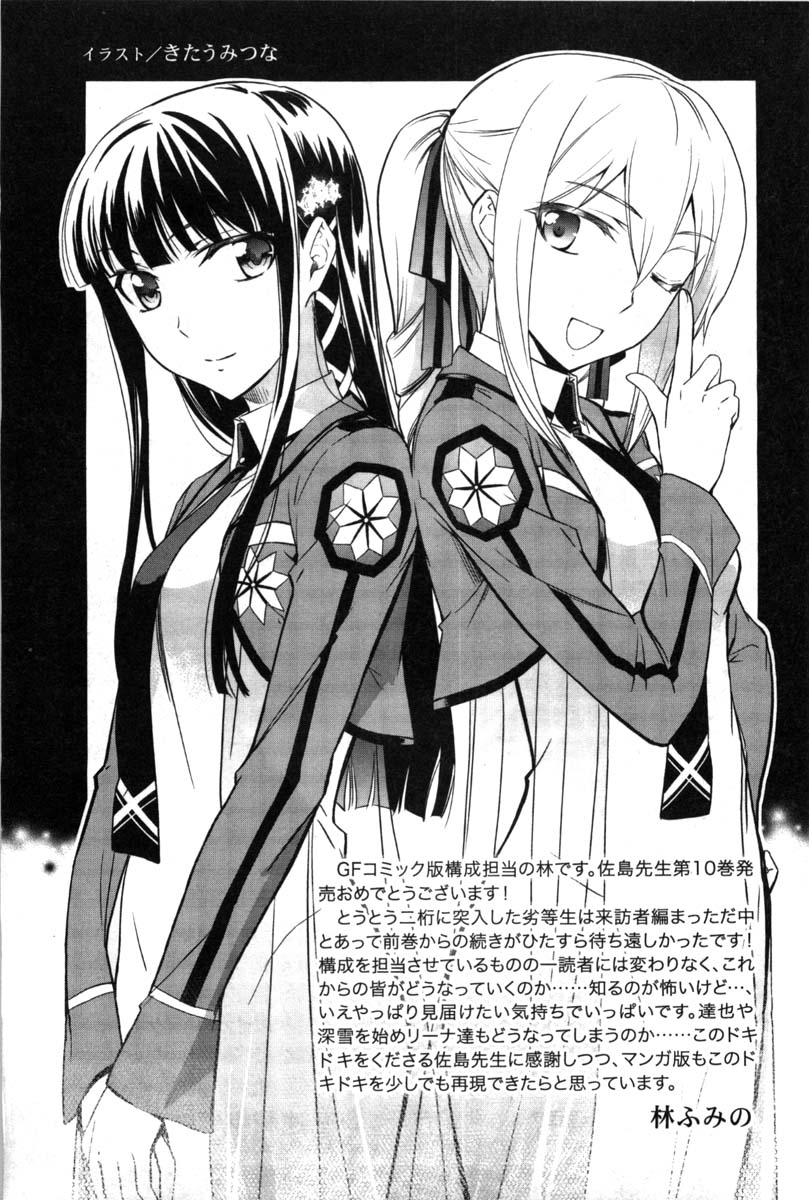 イラスト／きたうみつな
GFコミック版構成担当の林です。佐島先生第10巻発
売おめでとうございます！
とうとう二桁に突入した劣等生は来訪者編まっただ中
とあって前巻からの続きがひたすら待ち遠しかったです！
構成を担当させているものの一読者には変わりなく、これ
からの皆がどうなっていくのか……知るのが怖いけど…、
いえやっぱり見届けたい気持ちでいっぱいです。達也や
深雪を始めリーナ達もどうなってしまうのか……このドキ
ドキをくださる佐島先生に感謝しつつ、マンガ版もこのド
キドキを少しでも再現できたらと思っています。
林ふみの